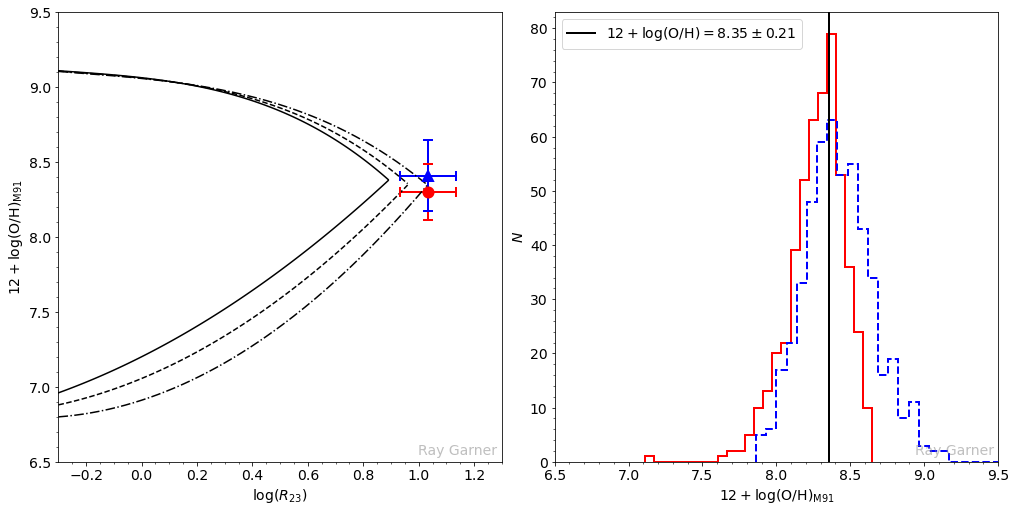 9.5
9.0
8.5
8.0
7.5
7.0
6.5
12 + log(O/H)M91
−0.2 0.0 0.2 0.4 0.6 0.8 1.0 1.2
log(R23)
Ray Garner
12 + log(O/H) = 8.35 ± 0.21
80
70
60
50
40
30
20
10
0
N
6.5 7.0 7.5 8.0 8.5 9.0 9.5
12 + log(O/H)M91
Ray Garner